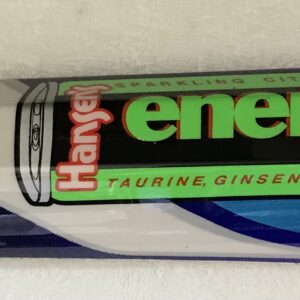 Hansen's
SPARKLING CIT
ener
TAURINE, GINSEN